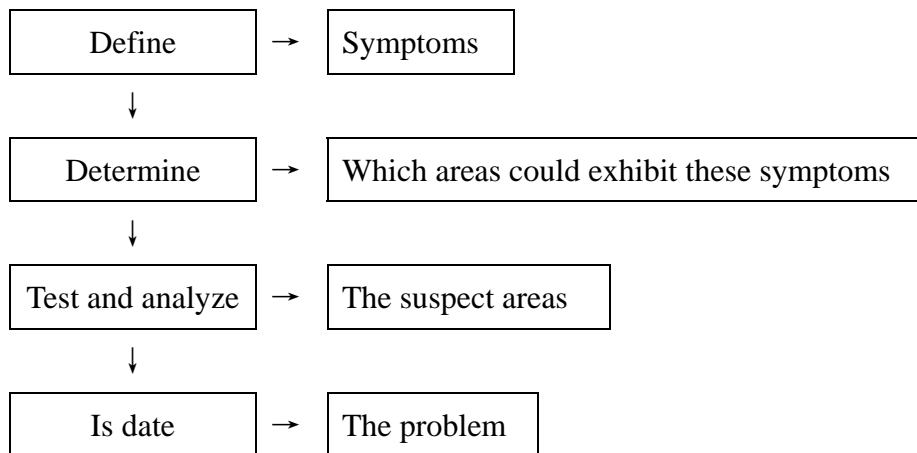 Define → Symptoms
↓
Determine → Which areas could exhibit these symptoms
↓
Test and analyze → The suspect areas
↓
Is date → The problem